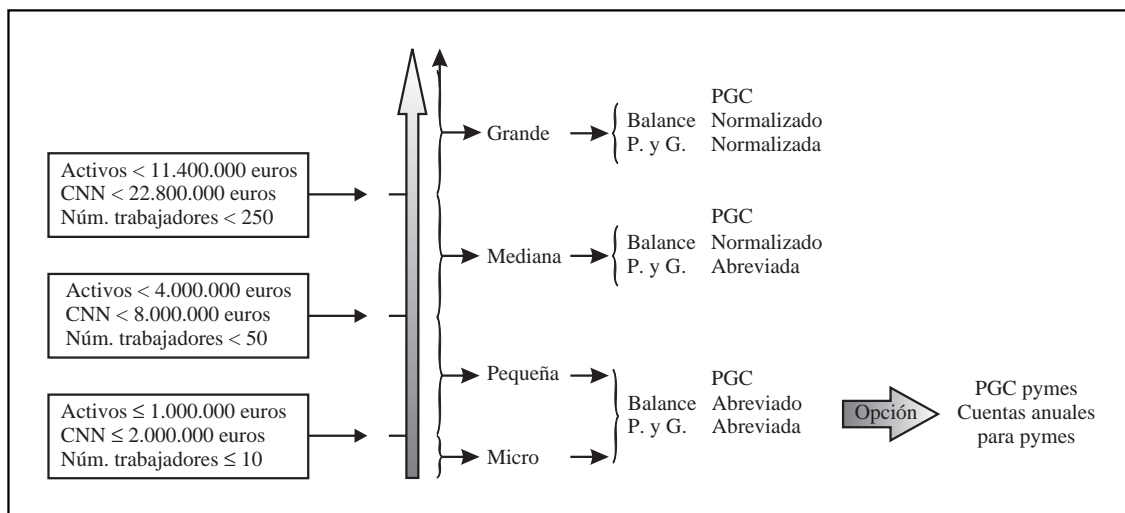 Activos < 11.400.000 euros
CNN < 22.800.000 euros
Núm. trabajadores < 250
Activos < 4.000.000 euros
CNN < 8.000.000 euros
Núm. trabajadores < 50
Activos ≤ 1.000.000 euros
CNN ≤ 2.000.000 euros
Núm. trabajadores ≤ 10
Grande
PGC
Balance Normalizado
P. y G. Normalizada
Mediana
PGC
Balance Normalizado
P. y G. Abreviada
Pequeña
Micro
PGC
Balance Abreviado
P. y G. Abreviada
Opción
PGC pymes
Cuentas anuales
para pymes